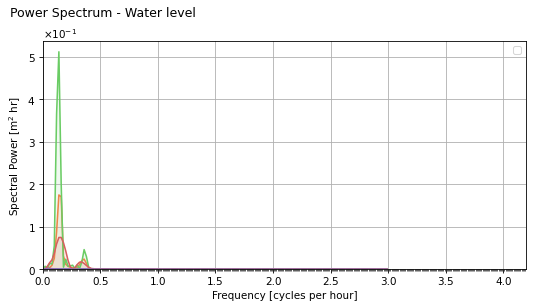 Power Spectrum - Water level
×10⁻¹
5
4
3
2
1
0
0.0 0.5 1.0 1.5 2.0 2.5 3.0 3.5 4.0
Spectral Power [m² hr]
Frequency [cycles per hour]